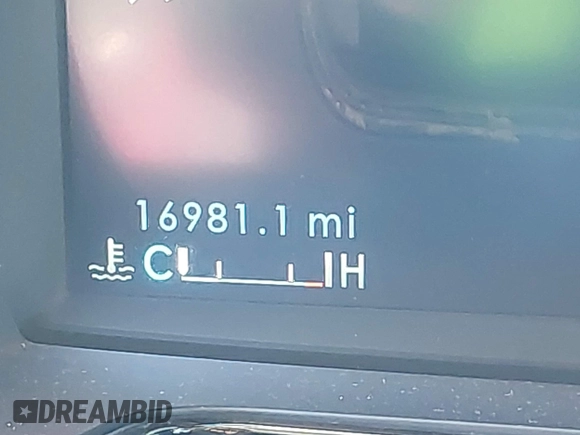 16981.1 mi
C H
DREAMBID